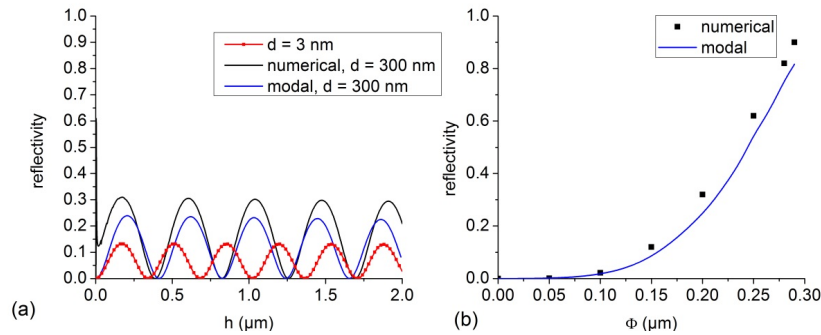 1.0
0.9
0.8
0.7
0.6
0.5
0.4
0.3
0.2
0.1
0.0
reflectivity
0.0 0.5 1.0 1.5 2.0
h (µm)
d = 3 nm
numerical, d = 300 nm
modal, d = 300 nm
(a)
1.0
0.8
0.6
0.4
0.2
0.0
reflectivity
0.00 0.05 0.10 0.15 0.20 0.25 0.30
Φ (µm)
numerical
modal
(b)